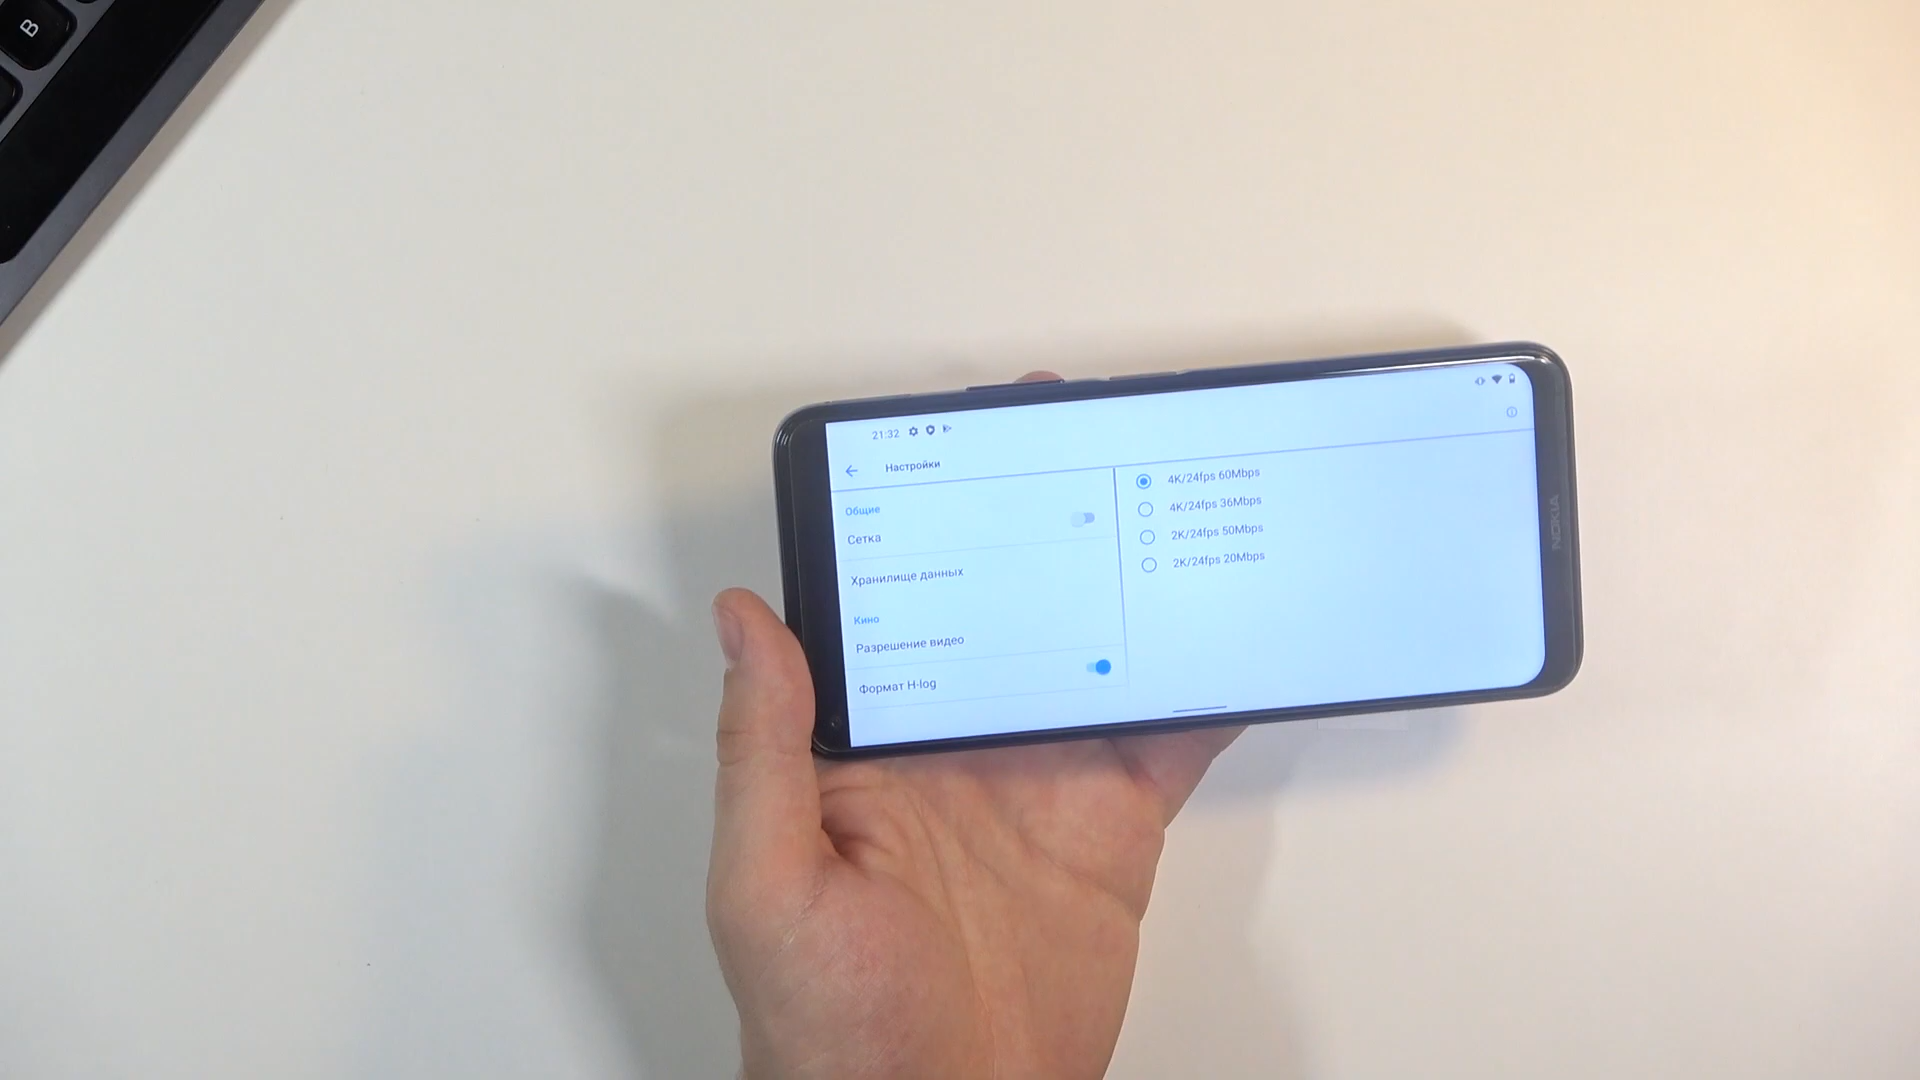 B
21:32
Настройки
Общие
Сетка
Хранилище данных
Кино
Разрешение видео
Формат H-log
4K/24fps 60Mbps
4K/24fps 36Mbps
2K/24fps 50Mbps
2K/24fps 20Mbps
NOKIA